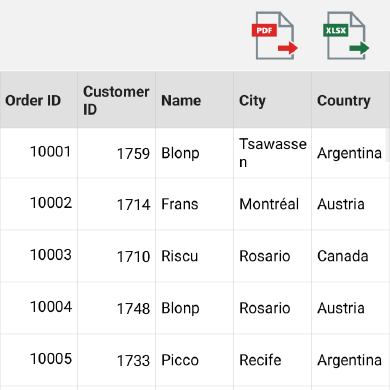 PDF XLSX
Order ID Customer ID Name City Country
10001 1759 Blonp Tsawassen Argentina
10002 1714 Frans Montréal Austria
10003 1710 Riscu Rosario Canada
10004 1748 Blonp Rosario Austria
10005 1733 Picco Recife Argentina